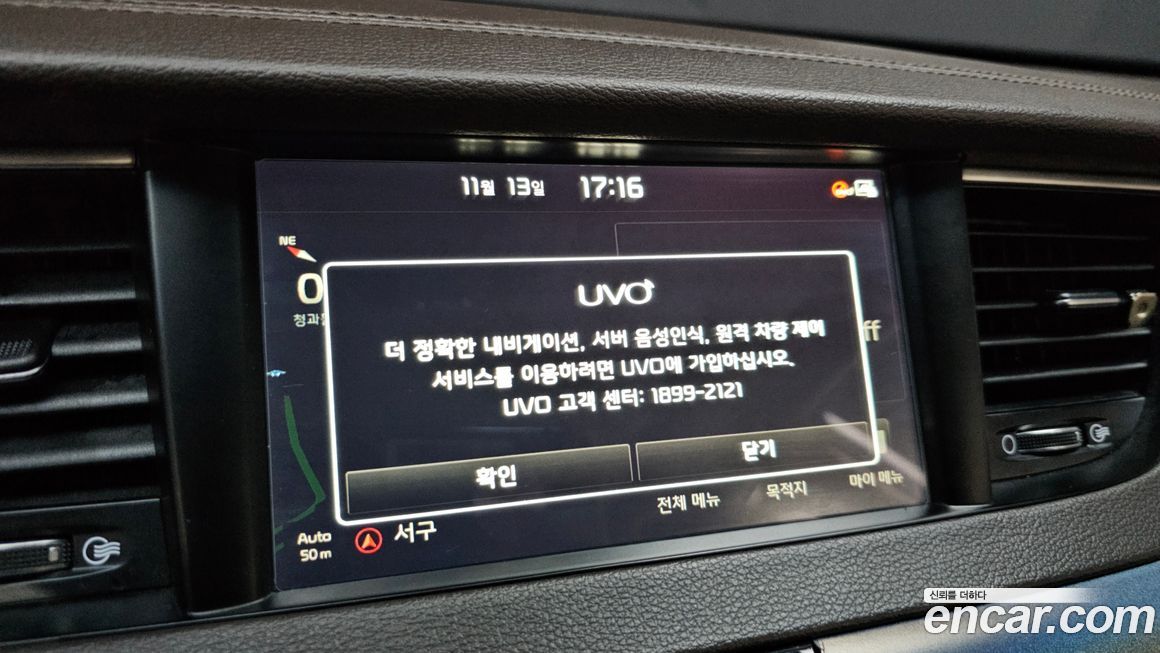 11월 13일 17:16
NE
0
청과
ff
UVO
더 정확한 내비게이션, 서버 음성인식, 원격 차량 제어
서비스를 이용하려면 UVO에 가입하십시오.
UVO 고객 센터: 1899-2121
확인
닫기
전체 메뉴
목적지
마이 메뉴
Auto
50 m
서구
신뢰를 더하다
encar.com